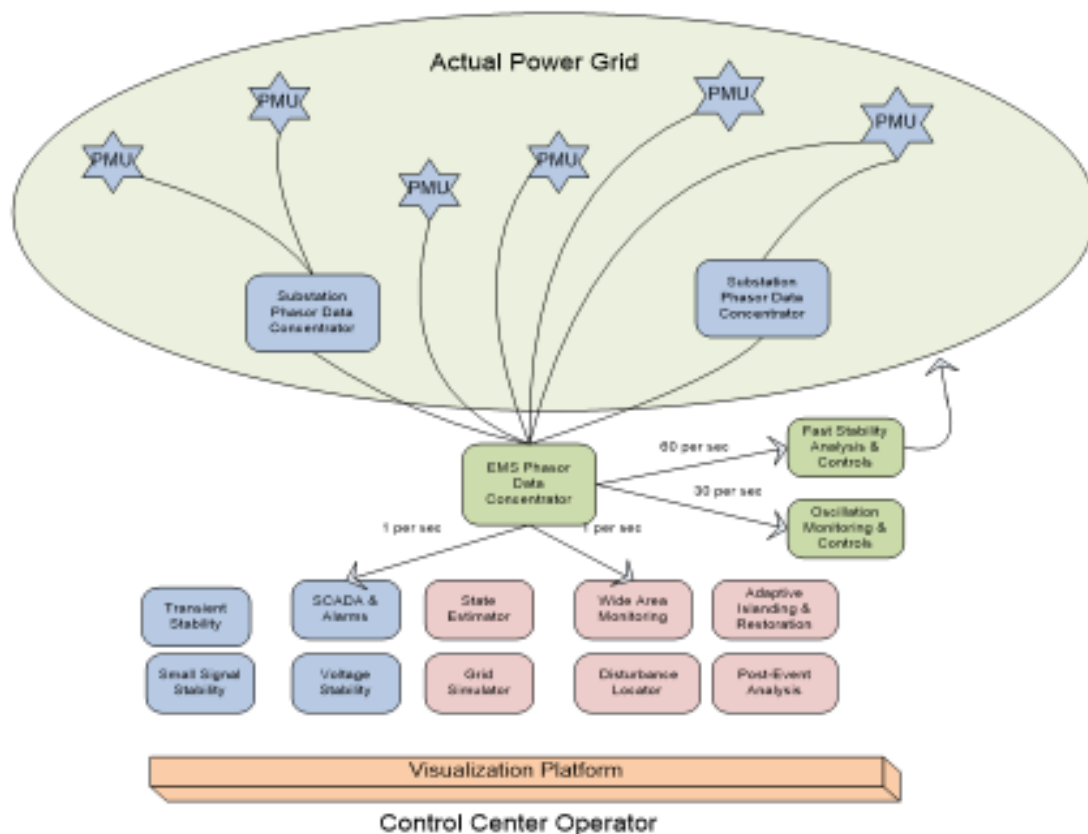 Actual Power Grid
PMU
PMU
PMU
PMU
PMU
PMU
Substation
Phasor Data
Concentrator
Substation
Phasor Data
Concentrator
EMS Phasor
Data
Concentrator
60 per sec
30 per sec
1 per sec
1 per sec
Fast Stability
Analysis &
Controls
Oscillation
Monitoring &
Controls
Transient
Stability
SCADA &
Alarms
State
Estimator
Wide Area
Monitoring
Adaptive
Islanding &
Restoration
Small Signal
Stability
Voltage
Stability
Grid
Simulator
Disturbance
Locator
Post-Event
Analysis
Visualization Platform
Control Center Operator